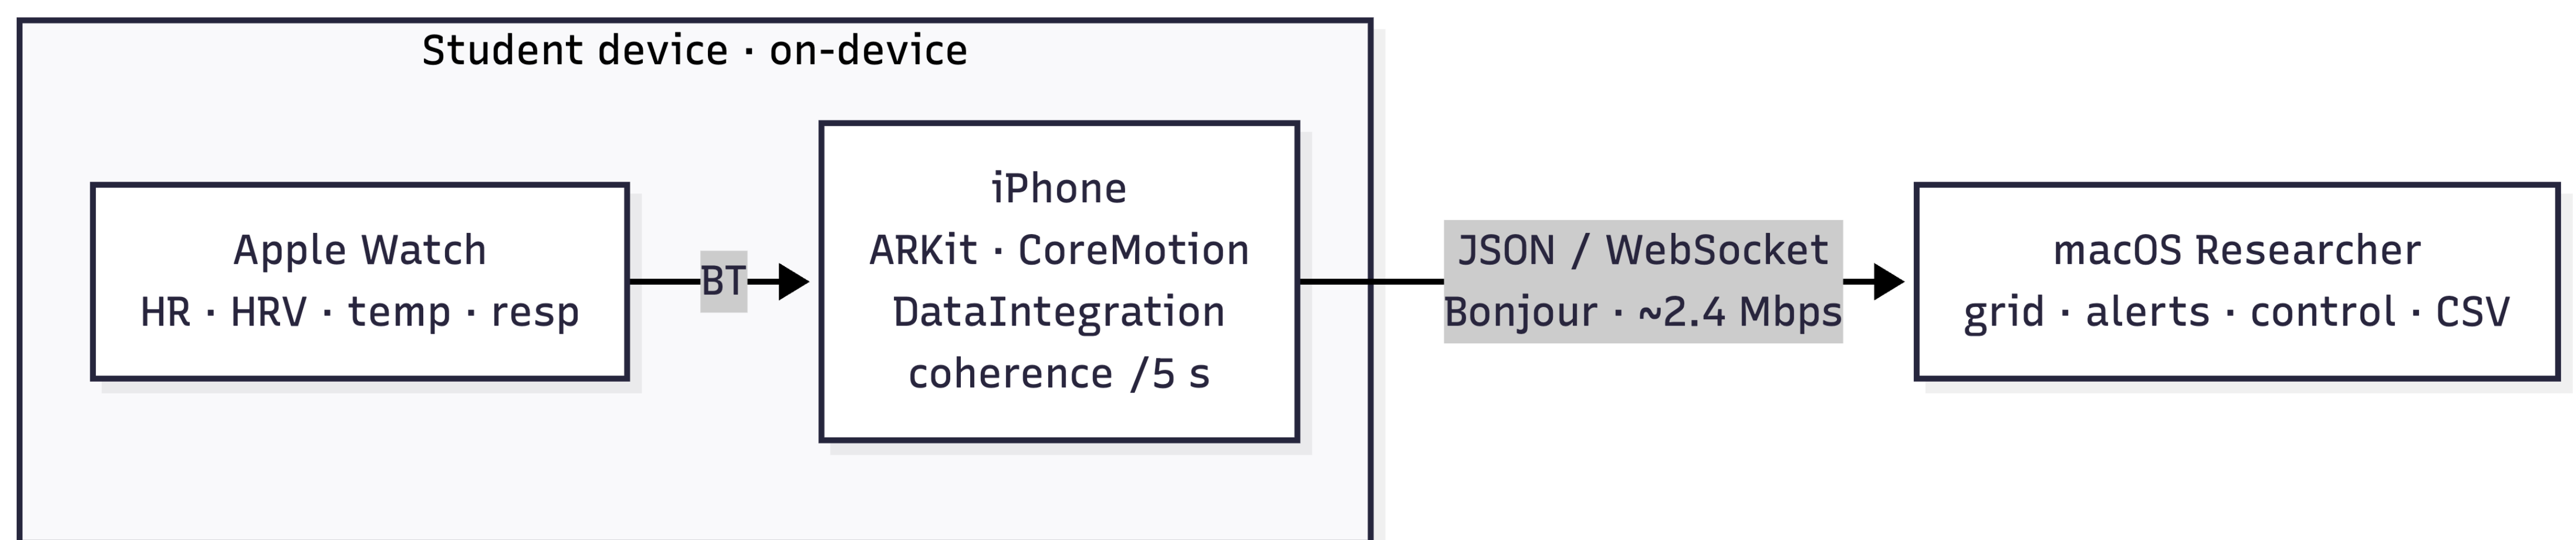 Student device · on-device
Apple Watch
HR · HRV · temp · resp
BT
iPhone
ARKit · CoreMotion
DataIntegration
coherence /5 s
JSON / WebSocket
Bonjour · ~2.4 Mbps
macOS Researcher
grid · alerts · control · CSV